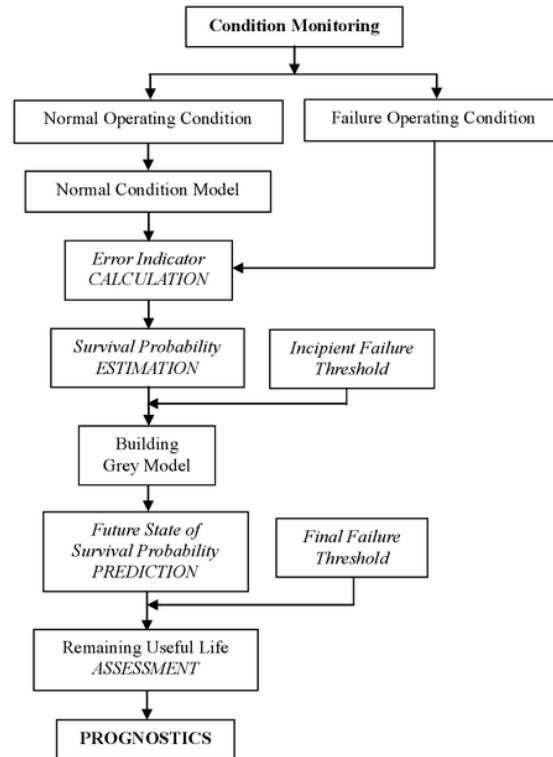 Condition Monitoring
Normal Operating Condition
Failure Operating Condition
Normal Condition Model
Error Indicator
CALCULATION
Survival Probability
ESTIMATION
Incipient Failure
Threshold
Building
Grey Model
Future State of
Survival Probability
PREDICTION
Final Failure
Threshold
Remaining Useful Life
ASSESSMENT
PROGNOSTICS